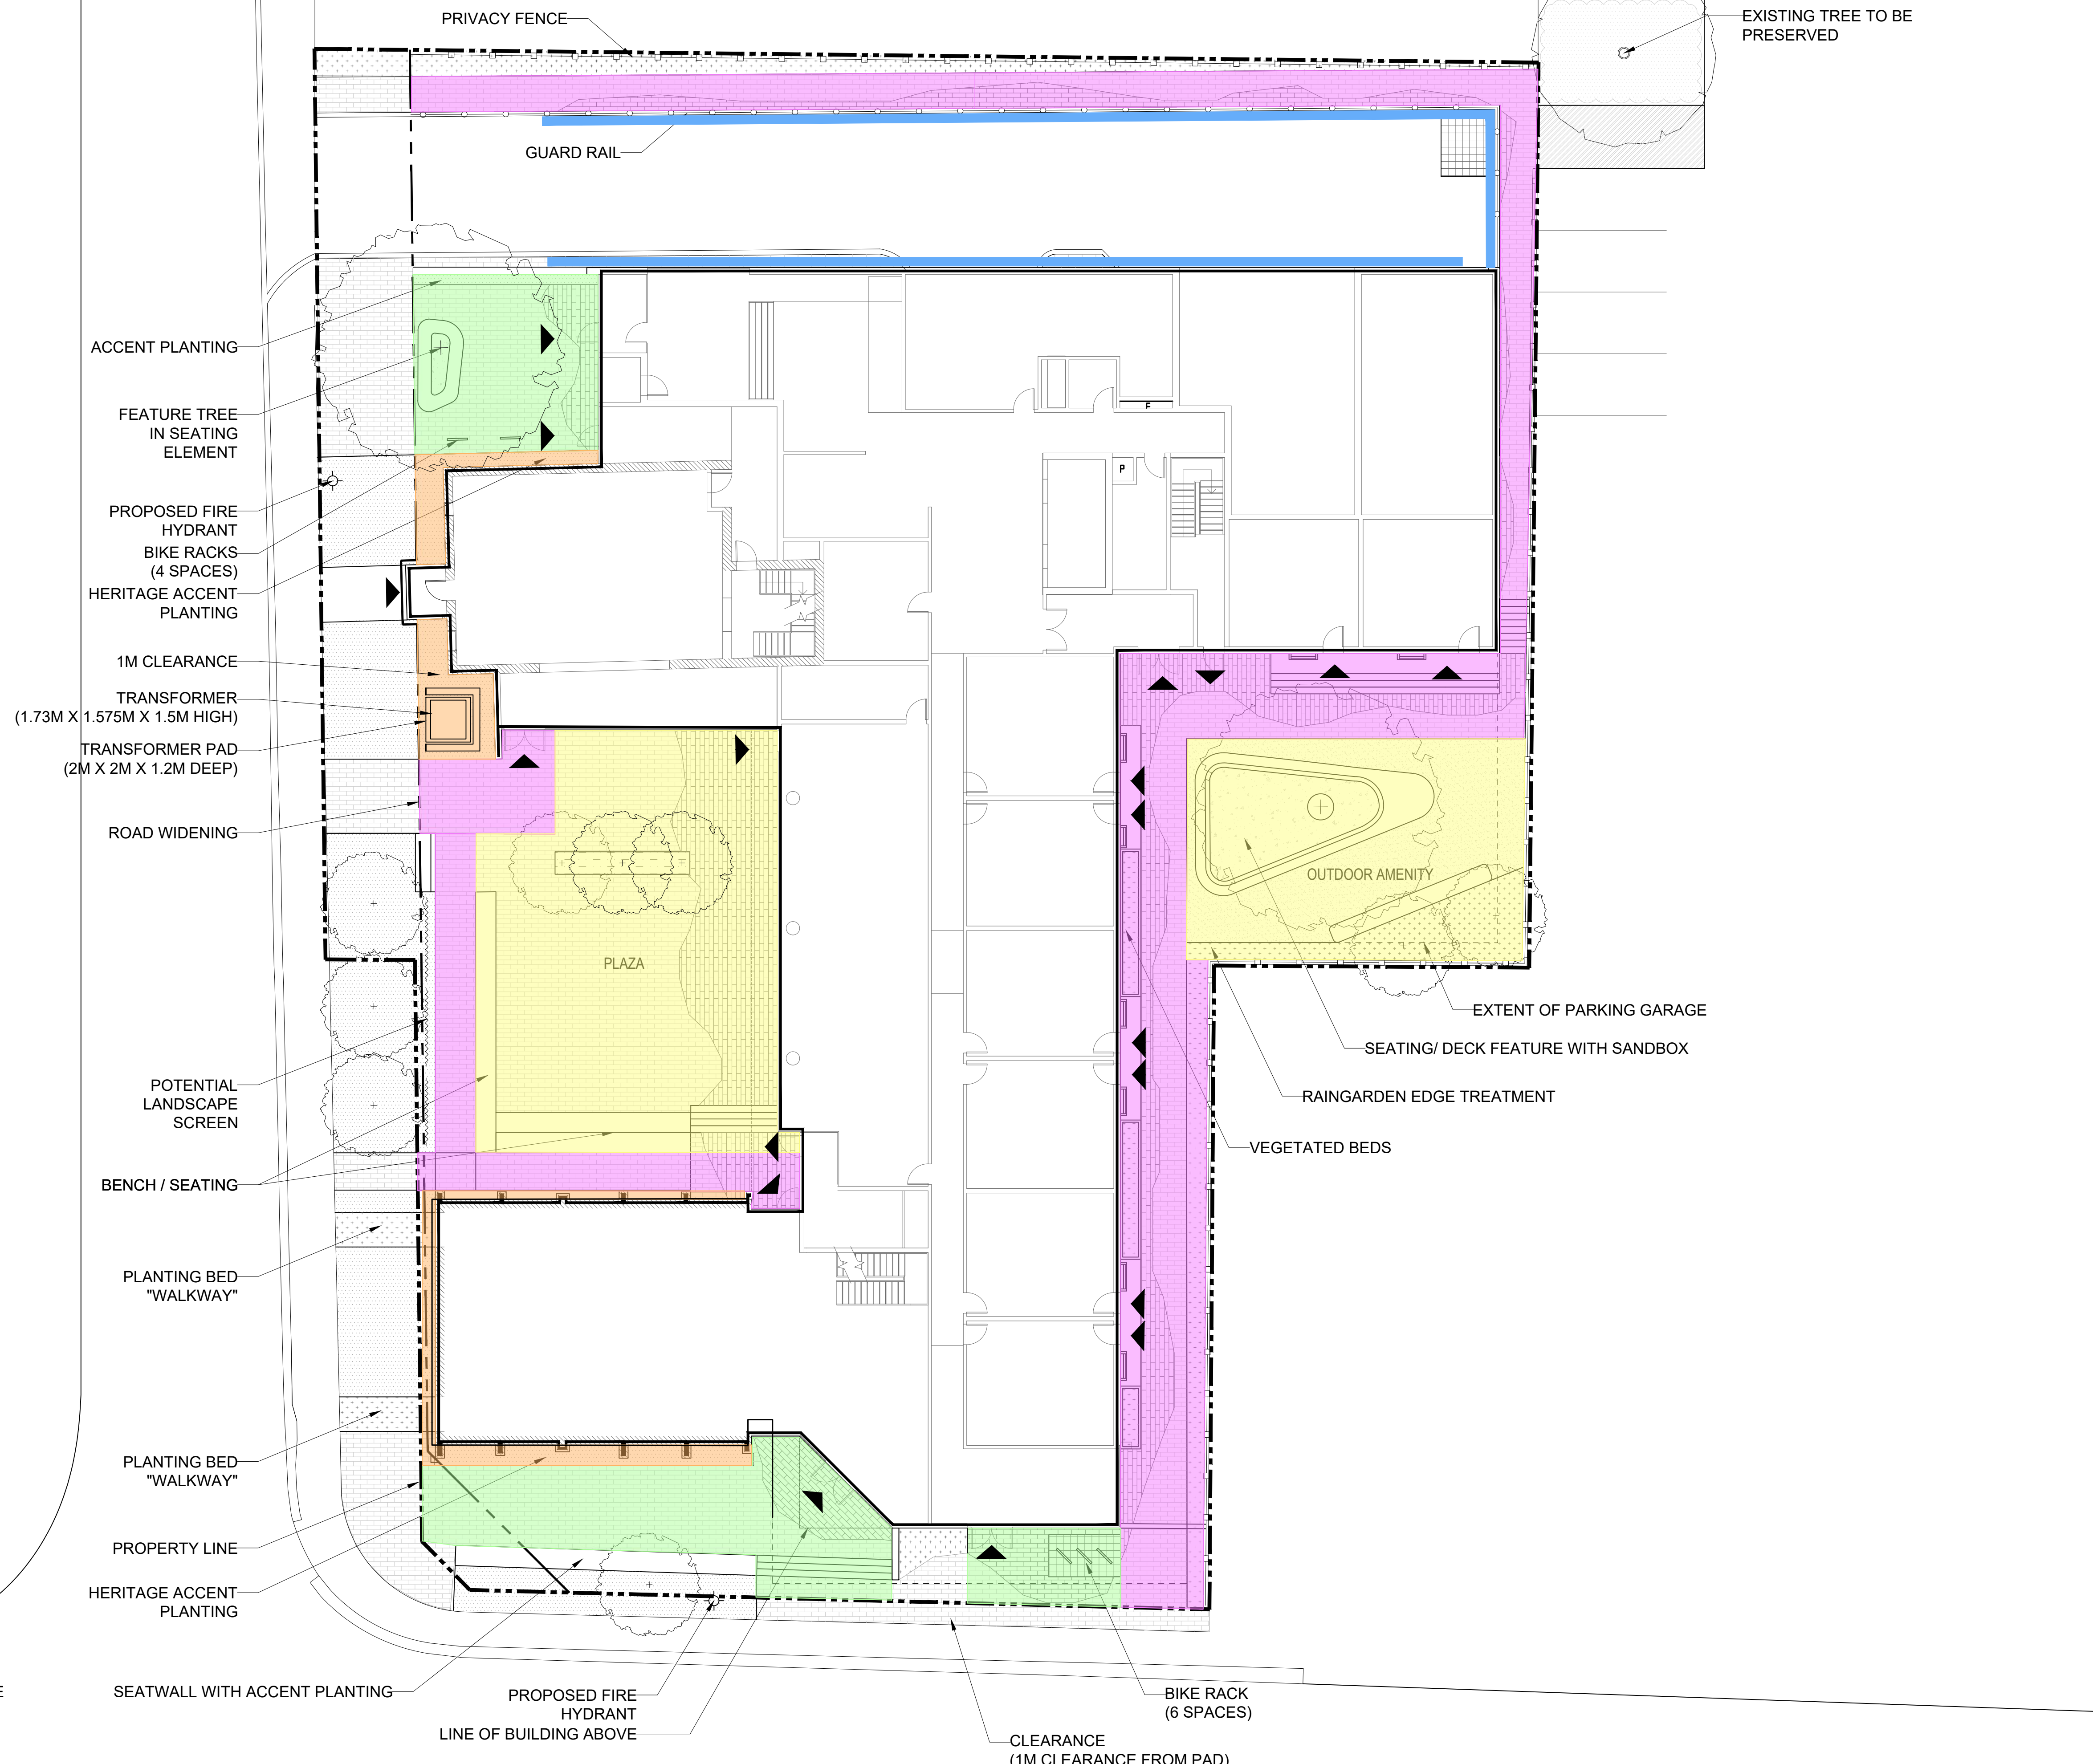 PRIVACY FENCE
EXISTING TREE TO BE
PRESERVED
GUARD RAIL
ACCENT PLANTING
FEATURE TREE
IN SEATING
ELEMENT
PROPOSED FIRE
HYDRANT
BIKE RACKS
(4 SPACES)
HERITAGE ACCENT
PLANTING
1M CLEARANCE
TRANSFORMER
(1.73M X 1.575M X 1.5M HIGH)
TRANSFORMER PAD
(2M X 2M X 1.2M DEEP)
ROAD WIDENING
F
P
OUTDOOR AMENITY
PLAZA
EXTENT OF PARKING GARAGE
SEATING/ DECK FEATURE WITH SANDBOX
RAINGARDEN EDGE TREATMENT
VEGETATED BEDS
POTENTIAL
LANDSCAPE
SCREEN
BENCH / SEATING
PLANTING BED
"WALKWAY"
PLANTING BED
"WALKWAY"
PROPERTY LINE
HERITAGE ACCENT
PLANTING
E
SEATWALL WITH ACCENT PLANTING
PROPOSED FIRE
HYDRANT
LINE OF BUILDING ABOVE
BIKE RACK
(6 SPACES)
CLEARANCE
(1M CLEARANCE FROM PAD)